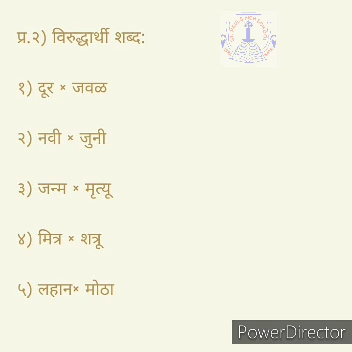 प्र.२) विरुद्धार्थी शब्द:
१) दूर × जवळ
२) नवी × जुनी
३) जन्म × मृत्यू
४) मित्र × शत्रू
५) लहान× मोठा
PowerDirector